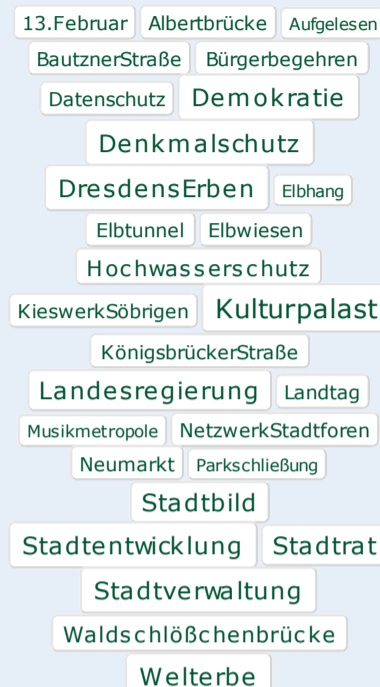 13.Februar Albertbrücke Aufgelesen
BautznerStraße Bürgerbegehren
Datenschutz Demokratie
Denkmalschutz
DresdensErben Elbhang
Elbtunnel Elbwiesen
Hochwasserschutz
KieswerkSöbrigen Kulturpalast
KönigsbrückerStraße
Landesregierung Landtag
Musikmetropole NetzwerkStadtforen
Neumarkt Parkschließung
Stadtbild
Stadtentwicklung Stadtrat
Stadtverwaltung
Waldschlößchenbrücke
Welterbe